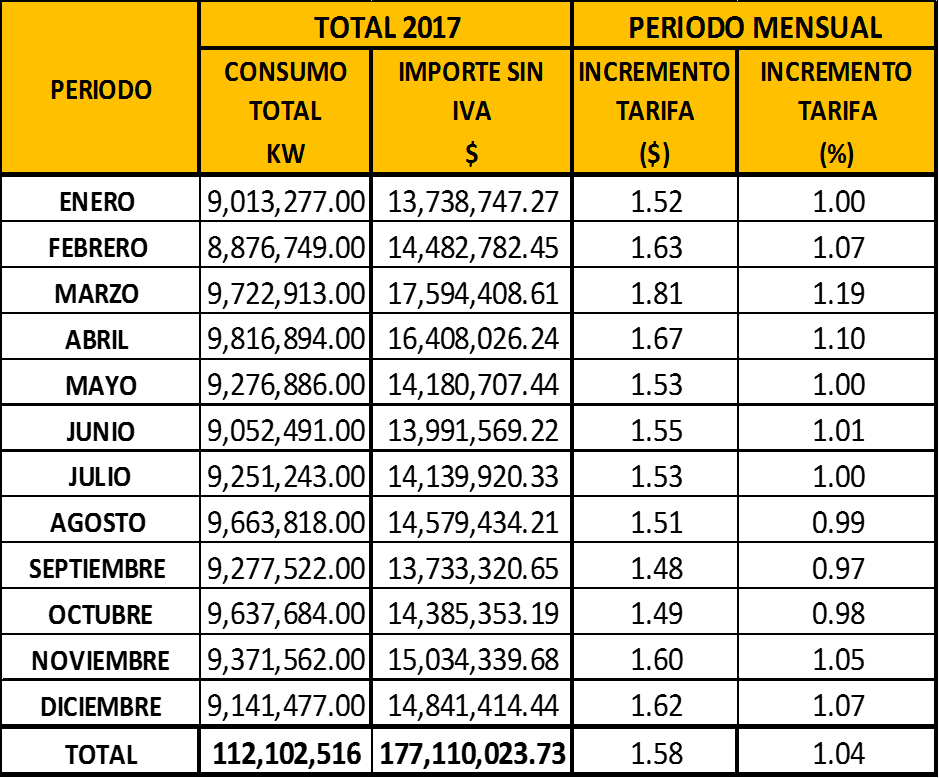 PERIODO
TOTAL 2017
PERIODO MENSUAL
CONSUMO TOTAL KW
IMPORTE SIN IVA $
INCREMENTO TARIFA ($)
INCREMENTO TARIFA (%)
ENERO 9,013,277.00 13,738,747.27 1.52 1.00
FEBRERO 8,876,749.00 14,482,782.45 1.63 1.07
MARZO 9,722,913.00 17,594,408.61 1.81 1.19
ABRIL 9,816,894.00 16,408,026.24 1.67 1.10
MAYO 9,276,886.00 14,180,707.44 1.53 1.00
JUNIO 9,052,491.00 13,991,569.22 1.55 1.01
JULIO 9,251,243.00 14,139,920.33 1.53 1.00
AGOSTO 9,663,818.00 14,579,434.21 1.51 0.99
SEPTIEMBRE 9,277,522.00 13,733,320.65 1.48 0.97
OCTUBRE 9,637,684.00 14,385,353.19 1.49 0.98
NOVIEMBRE 9,371,562.00 15,034,339.68 1.60 1.05
DICIEMBRE 9,141,477.00 14,841,414.44 1.62 1.07
TOTAL 112,102,516 177,110,023.73 1.58 1.04